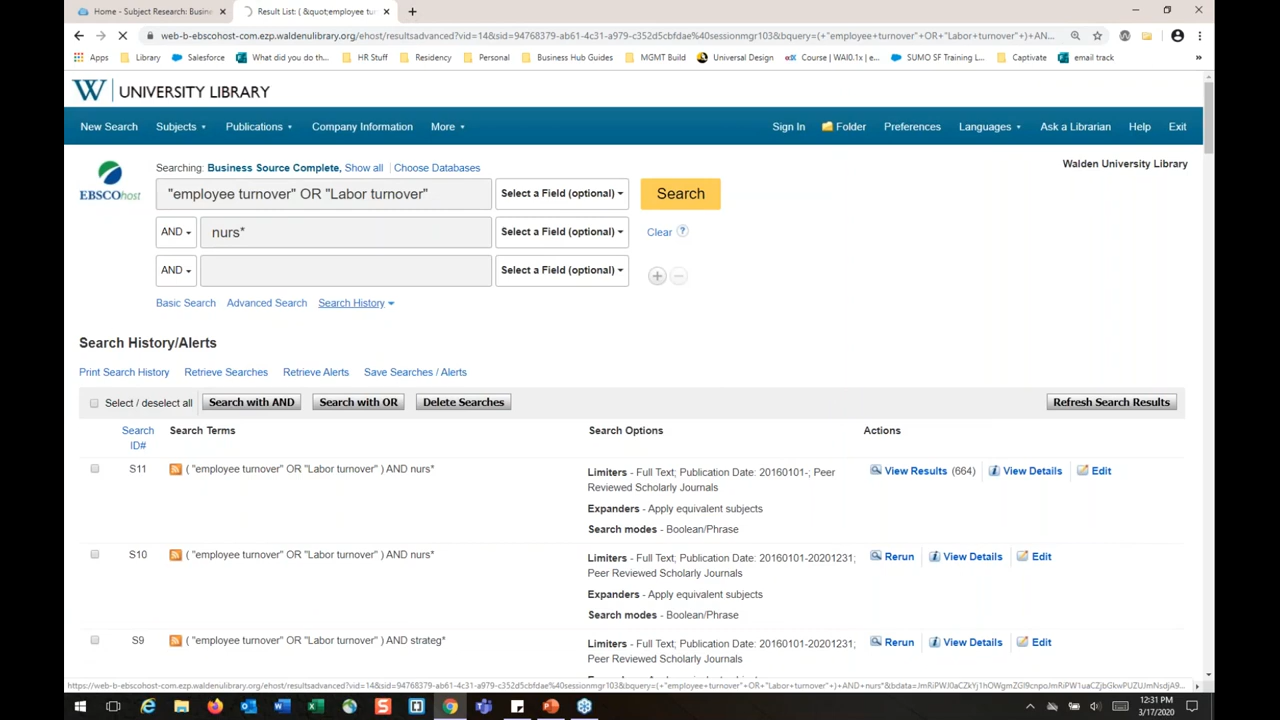 Home - Subject Research: Busine
Result List: ( &quot;employee tur
web-b-ebscohost-com.ezp.waldenulibrary.org/ehost/resultsadvanced?vid=14&sid=94768379-ab61-4c31-a979-c352d5cbfdae%40sessionmgr103&bquery=(+"employee+turnover"+OR+"Labor+turnover"+)+AN...
Apps Library Salesforce What did you do th... HR Stuff Residency Personal Business Hub Guides MGMT Build Universal Design Course | WAI0.1x | e... SUMO SF Training L... Captivate email track »
W UNIVERSITY LIBRARY
New Search Subjects Publications Company Information More Sign In Folder Preferences Languages Ask a Librarian Help Exit
Searching: Business Source Complete, Show all | Choose Databases
Walden University Library
EBSCOhost
"employee turnover" OR "Labor turnover" Select a Field (optional) Search
AND nurs* Select a Field (optional) Clear ?
AND Select a Field (optional)
Basic Search Advanced Search Search History
Search History/Alerts
Print Search History Retrieve Searches Retrieve Alerts Save Searches / Alerts
Select / deselect all Search with AND Search with OR Delete Searches Refresh Search Results
Search ID# Search Terms Search Options Actions
S11 ( "employee turnover" OR "Labor turnover" ) AND nurs* Limiters - Full Text; Publication Date: 20160101-; Peer View Results (664) View Details Edit
Reviewed Scholarly Journals
Expanders - Apply equivalent subjects
Search modes - Boolean/Phrase
S10 ( "employee turnover" OR "Labor turnover" ) AND nurs* Limiters - Full Text; Publication Date: 20160101-20201231; Rerun View Details Edit
Peer Reviewed Scholarly Journals
Expanders - Apply equivalent subjects
Search modes - Boolean/Phrase
S9 ( "employee turnover" OR "Labor turnover" ) AND strateg* Limiters - Full Text; Publication Date: 20160101-20201231; Rerun View Details Edit
Peer Reviewed Scholarly Journals
12:31 PM
3/17/2020